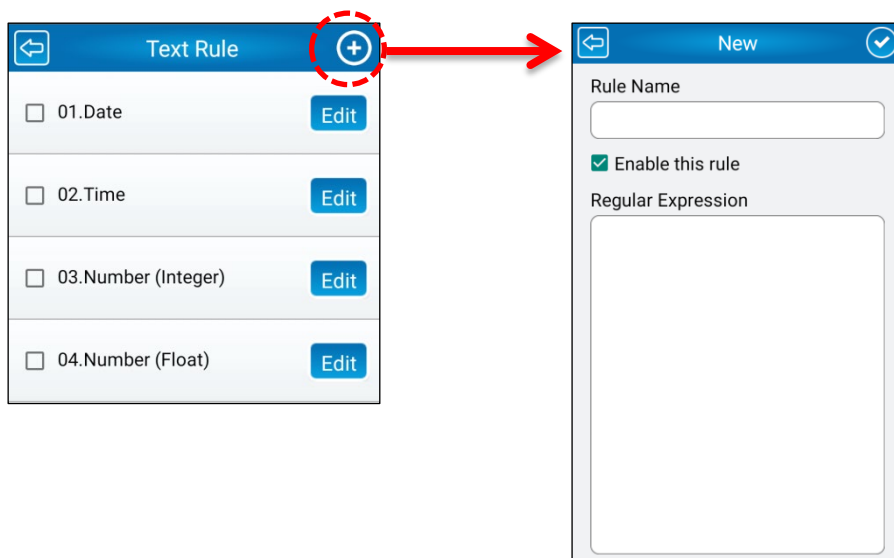 Text Rule
01.Date
Edit
02.Time
Edit
03.Number (Integer)
Edit
04.Number (Float)
Edit
New
Rule Name
Enable this rule
Regular Expression